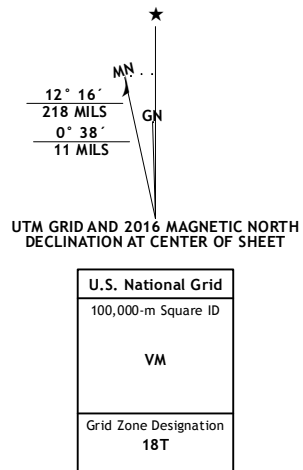 ★
MN
GN
12° 16´
218 MILS
0° 38´
11 MILS
UTM GRID AND 2016 MAGNETIC NORTH
DECLINATION AT CENTER OF SHEET
U.S. National Grid
100,000-m Square ID
VM
Grid Zone Designation
18T